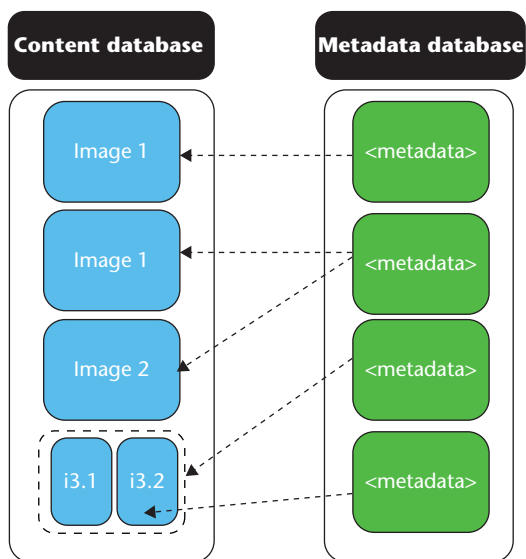 Content database
Metadata database
Image 1
<metadata>
Image 1
<metadata>
Image 2
<metadata>
i3.1
i3.2
<metadata>